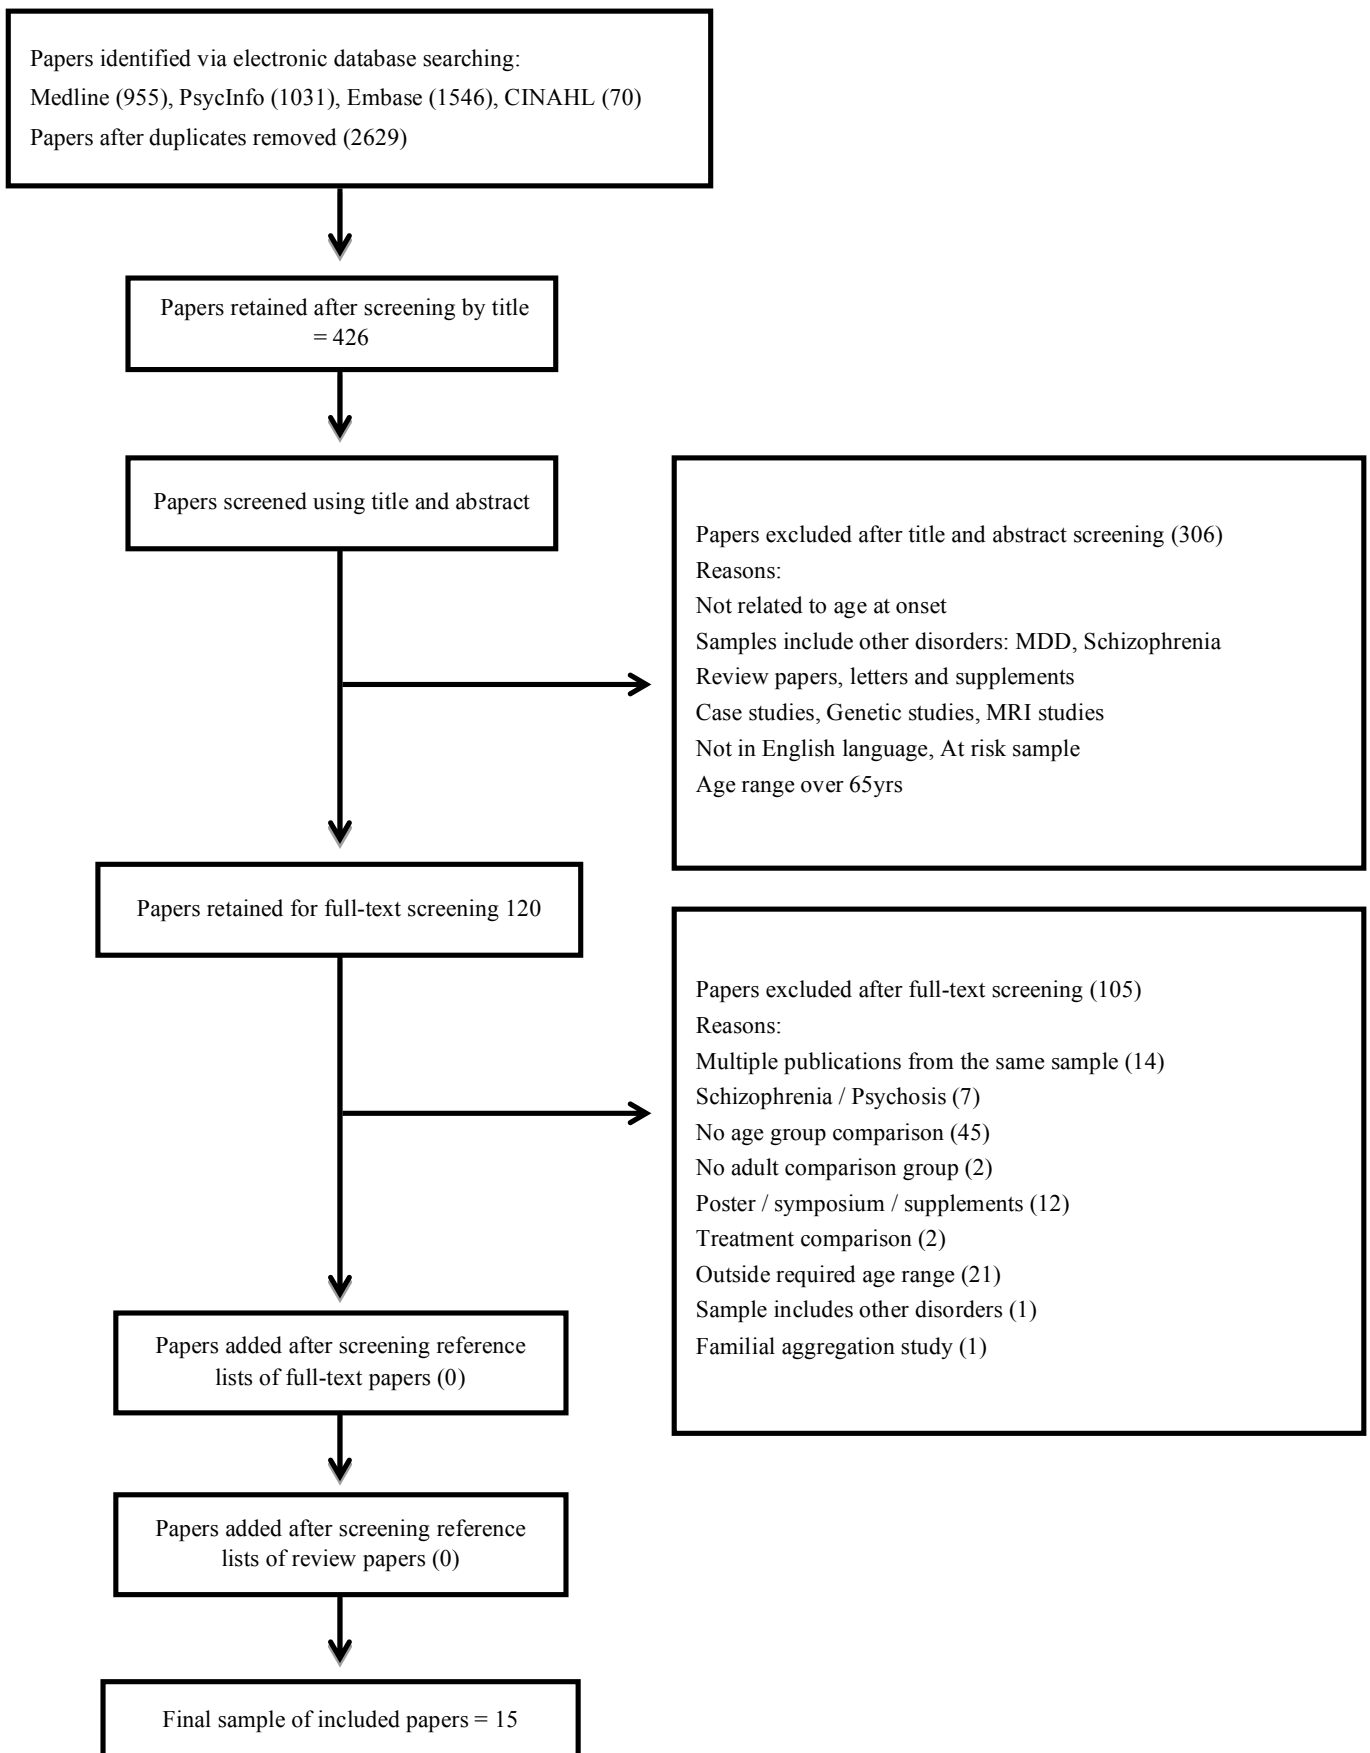 Papers identified via electronic database searching:
Medline (955), PsycInfo (1031), Embase (1546), CINAHL (70)
Papers after duplicates removed (2629)
Papers retained after screening by title
= 426
Papers screened using title and abstract
Papers excluded after title and abstract screening (306)
Reasons:
Not related to age at onset
Samples include other disorders: MDD, Schizophrenia
Review papers, letters and supplements
Case studies, Genetic studies, MRI studies
Not in English language, At risk sample
Age range over 65yrs
Papers retained for full-text screening 120
Papers excluded after full-text screening (105)
Reasons:
Multiple publications from the same sample (14)
Schizophrenia / Psychosis (7)
No age group comparison (45)
No adult comparison group (2)
Poster / symposium / supplements (12)
Treatment comparison (2)
Outside required age range (21)
Sample includes other disorders (1)
Familial aggregation study (1)
Papers added after screening reference
lists of full-text papers (0)
Papers added after screening reference
lists of review papers (0)
Final sample of included papers = 15